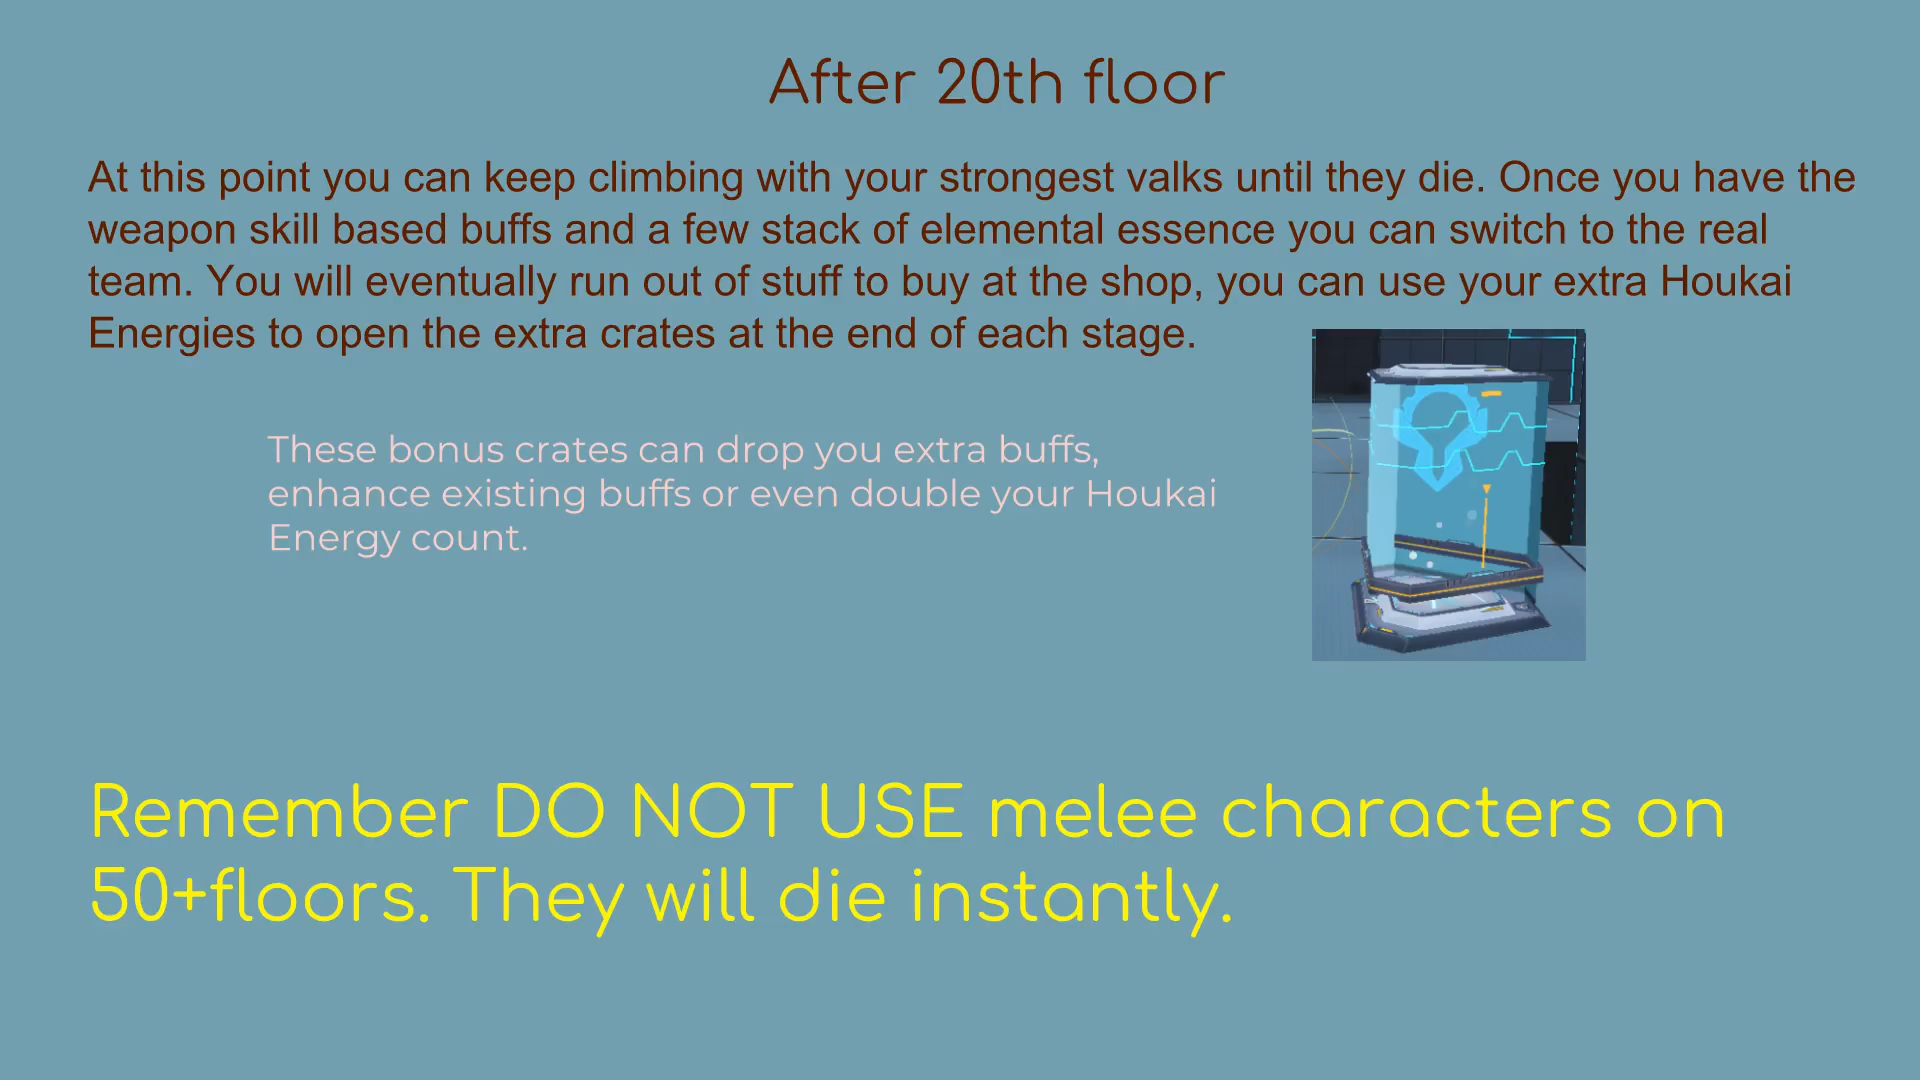 After 20th floor
At this point you can keep climbing with your strongest valks until they die. Once you have the
weapon skill based buffs and a few stack of elemental essence you can switch to the real
team. You will eventually run out of stuff to buy at the shop, you can use your extra Houkai
Energies to open the extra crates at the end of each stage.
These bonus crates can drop you extra buffs,
enhance existing buffs or even double your Houkai
Energy count.
Remember DO NOT USE melee characters on
50+floors. They will die instantly.